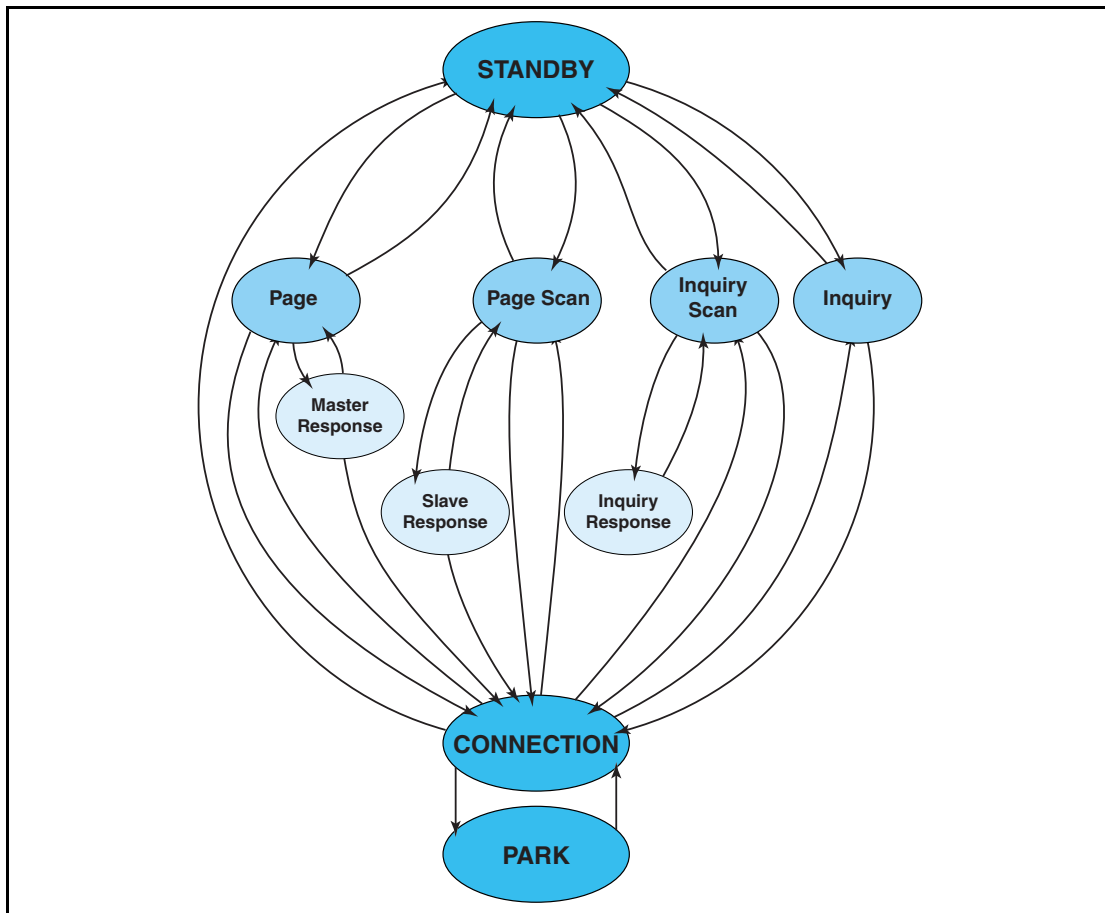 STANDBY
Page
Page Scan
Inquiry
Scan
Inquiry
Master
Response
Slave
Response
Inquiry
Response
CONNECTION
PARK